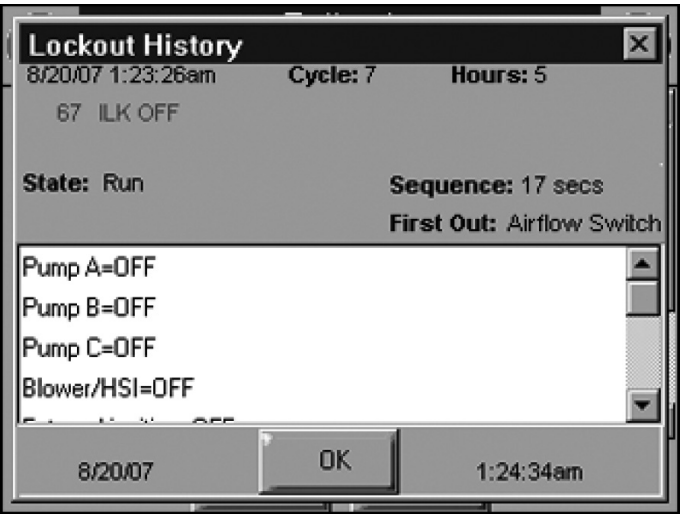 Lockout History
8/20/07 1:23:26am Cycle: 7 Hours: 5
67 ILK OFF
State: Run Sequence: 17 secs
First Out: Airflow Switch
Pump A=OFF
Pump B=OFF
Pump C=OFF
Blower/HSI=OFF
OK
8/20/07 1:24:34am